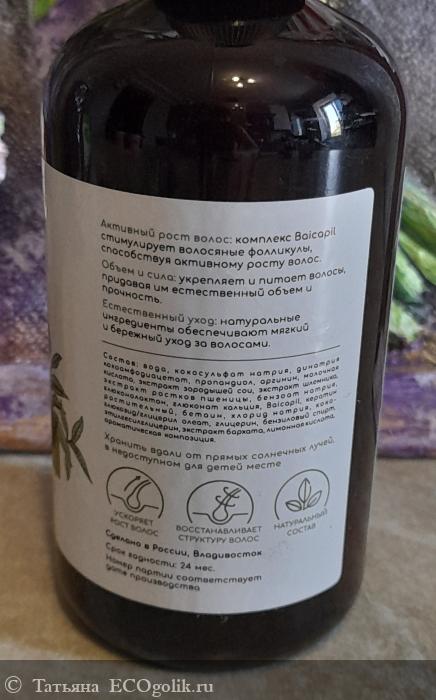 Активный рост волос: комплекс Baicapil
стимулирует волосяные фолликулы,
способствуя активному росту волос.
Объем и сила: укрепляет и питает волосы,
придавая им естественный объем и
прочность.
Естественный уход: натуральные
ингредиенты обеспечивают мягкий
и бережный уход за волосами.
Состав: вода, кокосульфат натрия, динатрия
кокоамфодиацетат, пропандиол, аргинин, молочная
кислота, экстракт зародышей сои, экстракт шлемника,
экстракт ростков пшеницы, бензоат натрия,
глюконолактон, глюконат кальция, Baicapil, кератин
растительный, бетаин, хлорид натрия, коко-
глюкозид/глицерил олеат, глицерин, бензиловый спирт,
этилгексилглицерин, экстракт бархата, лимонная кислота,
ароматическая композиция.
Хранить вдали от прямых солнечных лучей,
в недоступном для детей месте
УСКОРЯЕТ
РОСТ ВОЛОС
ВОССТАНАВЛИВАЕТ
СТРУКТУРУ ВОЛОС
НАТУРАЛЬНЫЙ
СОСТАВ
Сделано в России, Владивосток
Срок годности: 24 мес.
Номер партии соответствует
дате производства
© Татьяна ECOgolik.ru